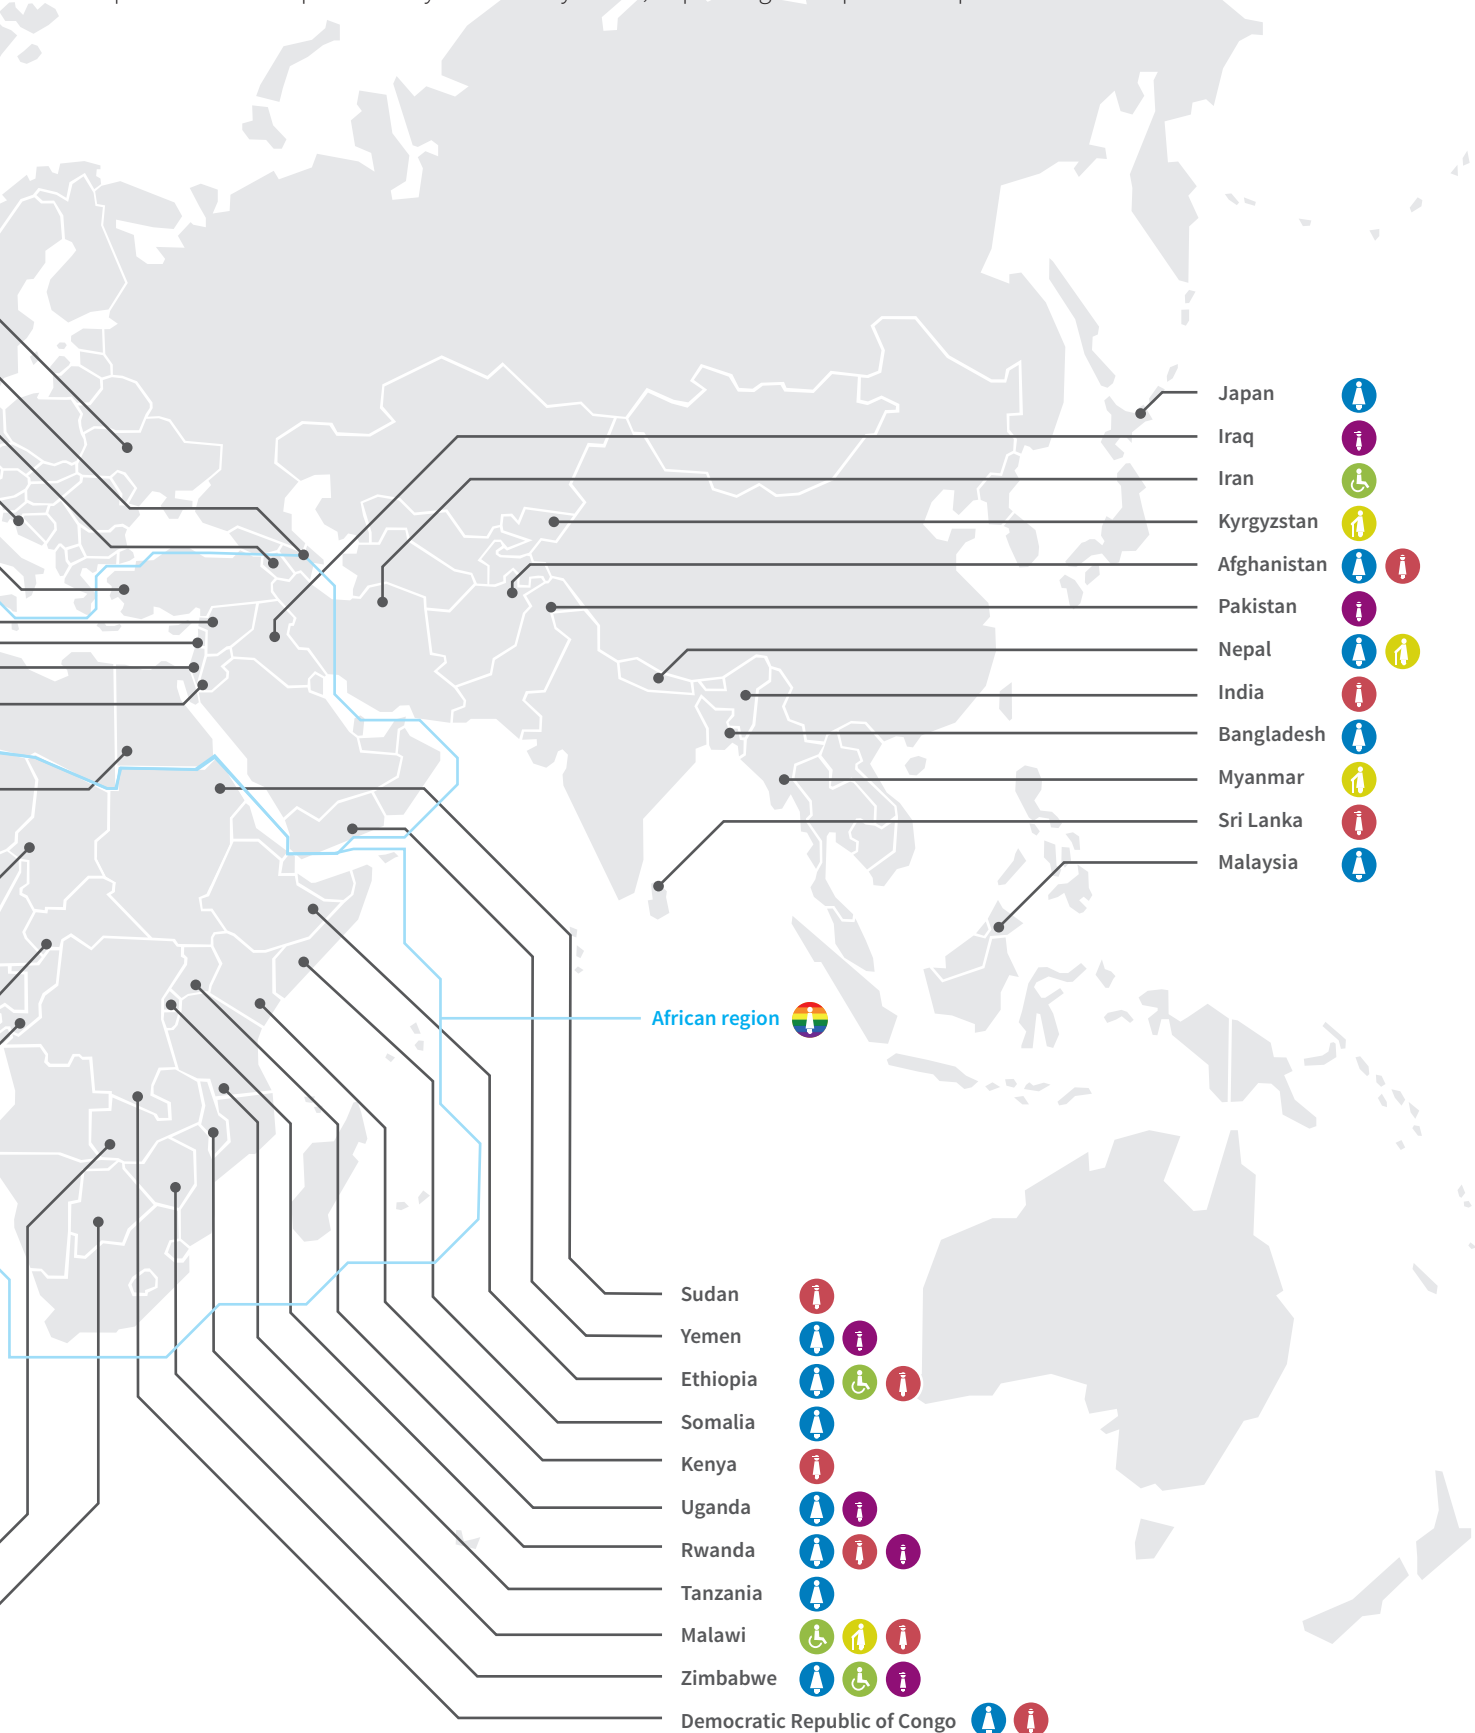 Japan
Iraq
Iran
Kyrgyzstan
Afghanistan
Pakistan
Nepal
India
Bangladesh
Myanmar
Sri Lanka
Malaysia
African region
Sudan
Yemen
Ethiopia
Somalia
Kenya
Uganda
Rwanda
Tanzania
Malawi
Zimbabwe
Democratic Republic of Congo